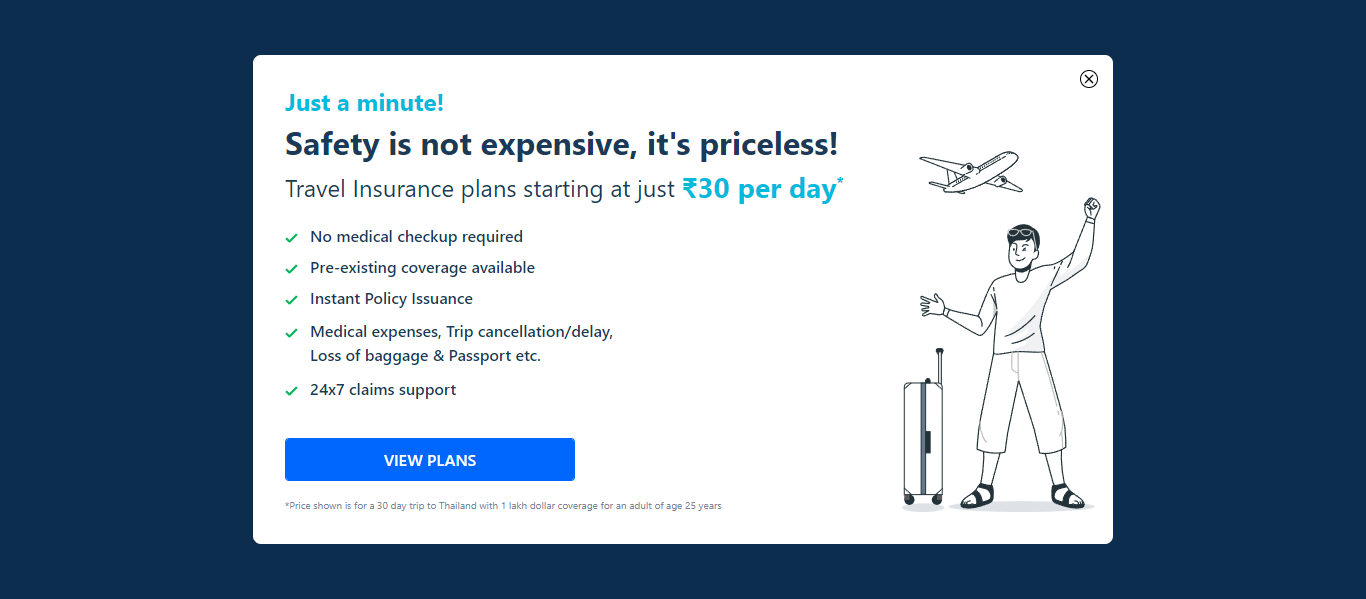 Just a minute!
Safety is not expensive, it's priceless!
Travel Insurance plans starting at just ₹30 per day*
No medical checkup required
Pre-existing coverage available
Instant Policy Issuance
Medical expenses, Trip cancellation/delay,
Loss of baggage & Passport etc.
24x7 claims support
VIEW PLANS
*Price shown is for a 30 day trip to Thailand with 1 lakh dollar coverage for an adult of age 25 years